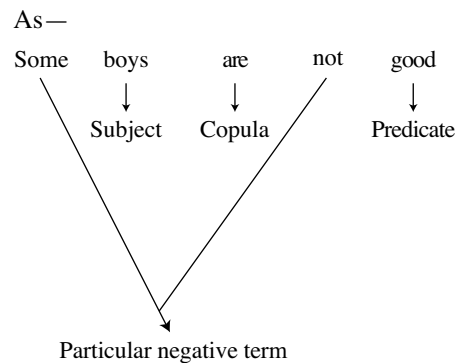 As—
Some boys are not good
Subject Copula Predicate
Particular negative term